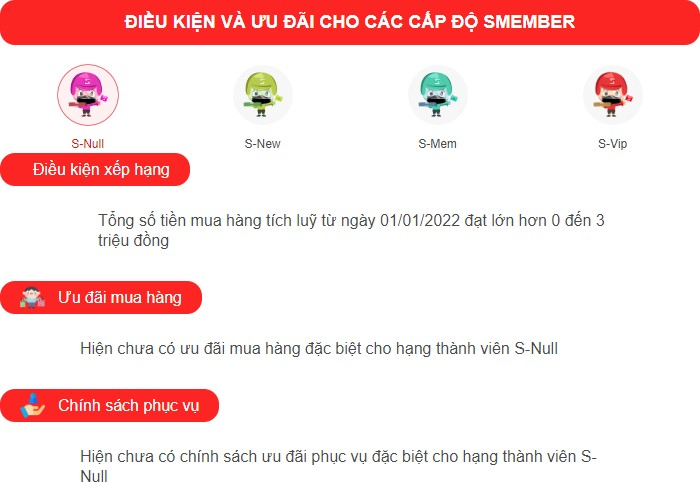 ĐIỀU KIỆN VÀ ƯU ĐÃI CHO CÁC CẤP ĐỘ SMEMBER
S-Null
S-New
S-Mem
S-Vip
Điều kiện xếp hạng
Tổng số tiền mua hàng tích luỹ từ ngày 01/01/2022 đạt lớn hơn 0 đến 3
triệu đồng
Ưu đãi mua hàng
Hiện chưa có ưu đãi mua hàng đặc biệt cho hạng thành viên S-Null
Chính sách phục vụ
Hiện chưa có chính sách ưu đãi phục vụ đặc biệt cho hạng thành viên S-
Null